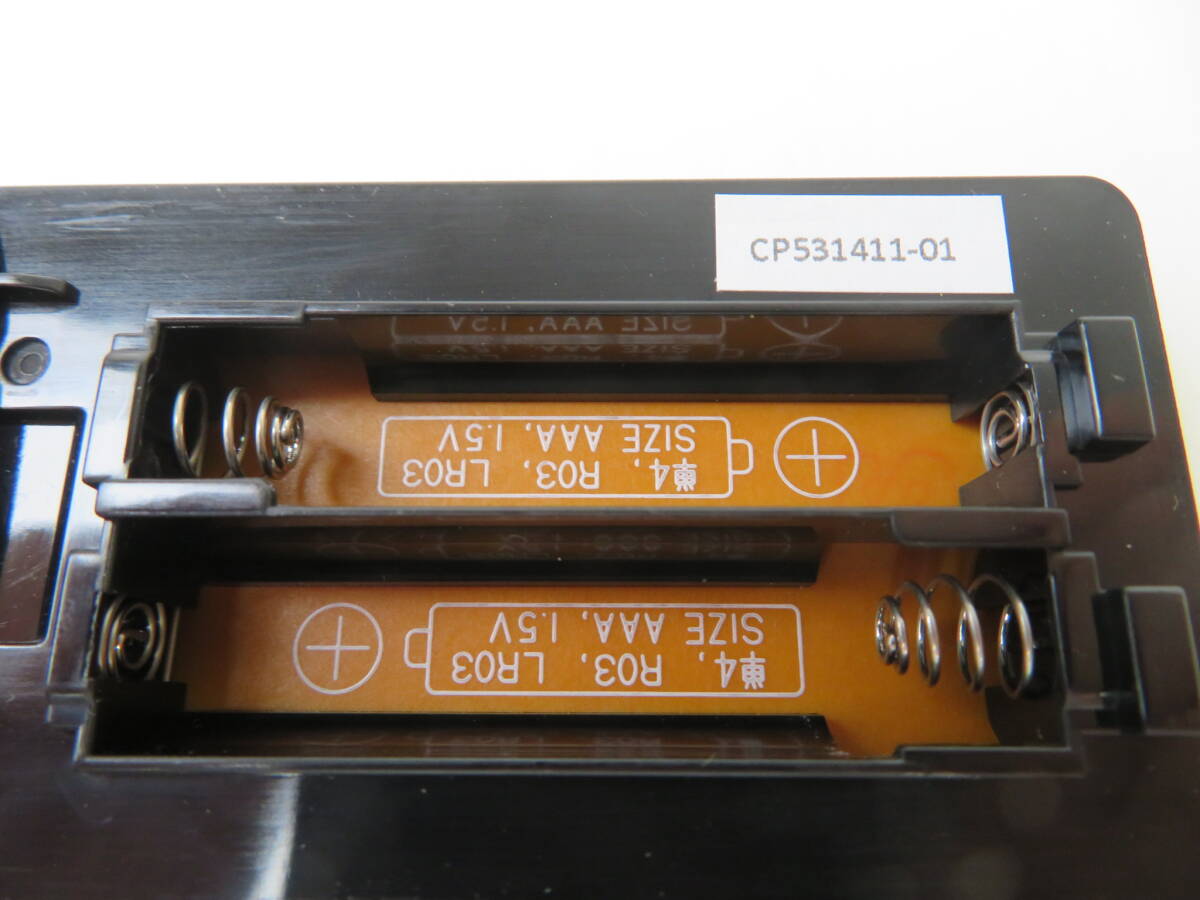 CP531411-01
単4, R03, LR03
SIZE AAA, 1.5V
単4, R03, LR03
SIZE AAA, 1.5V